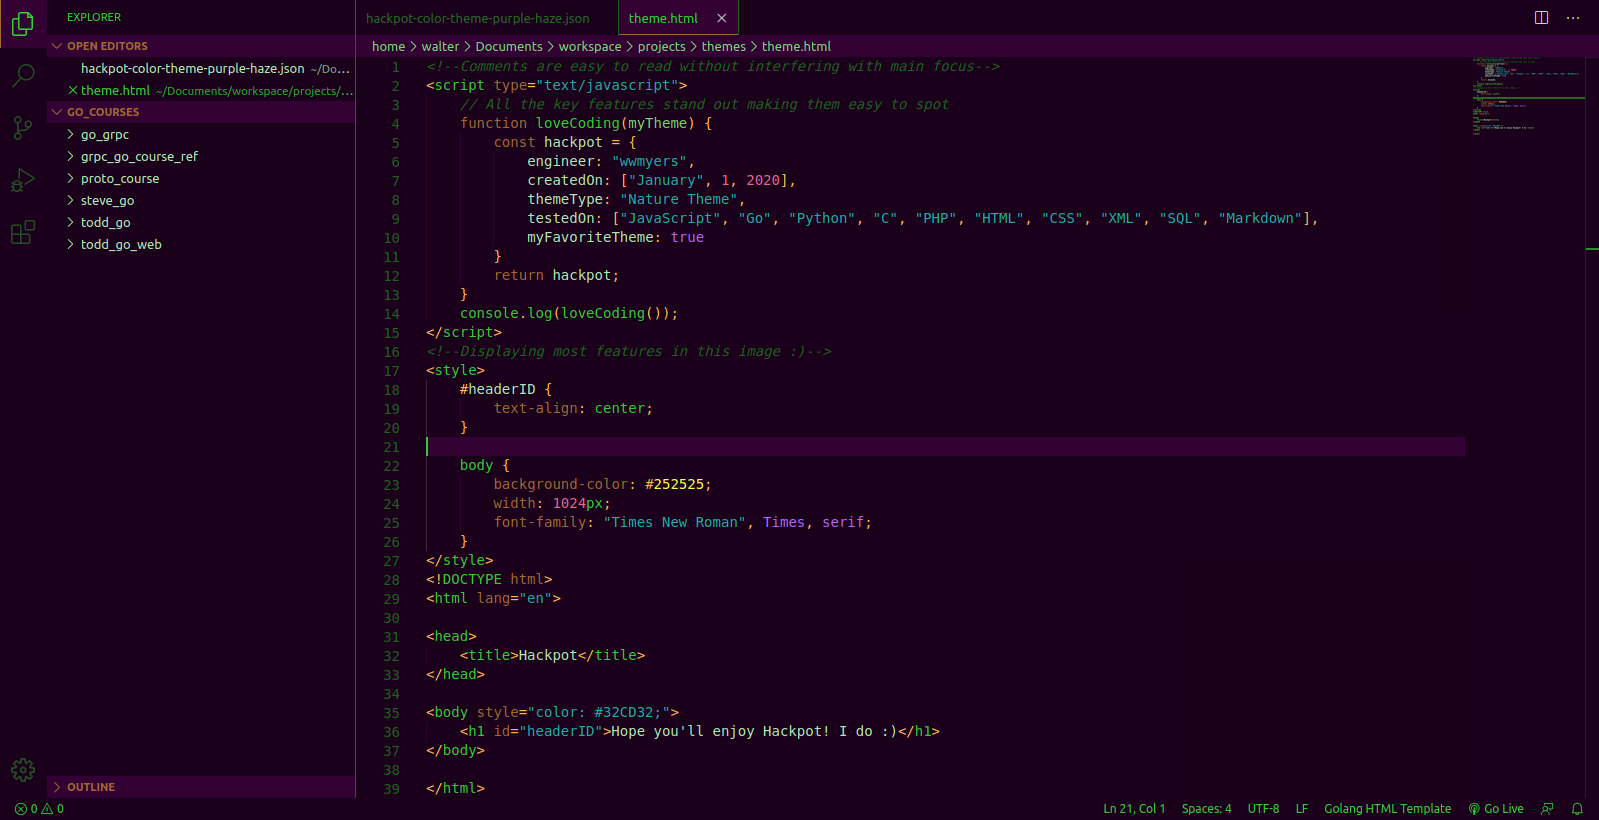 EXPLORER
OPEN EDITORS
hackpot-color-theme-purple-haze.json ~/Do...
theme.html ~/Documents/workspace/projects/...
GO_COURSES
go_grpc
grpc_go_course_ref
proto_course
steve_go
todd_go
todd_go_web
OUTLINE
hackpot-color-theme-purple-haze.json
theme.html
home > walter > Documents > workspace > projects > themes > theme.html
1 <!--Comments are easy to read without interfering with main focus-->
2 <script type="text/javascript">
3     // All the key features stand out making them easy to spot
4     function loveCoding(myTheme) {
5         const hackpot = {
6             engineer: "wwmyers",
7             createdOn: ["January", 1, 2020],
8             themeType: "Nature Theme",
9             testedOn: ["JavaScript", "Go", "Python", "C", "PHP", "HTML", "CSS", "XML", "SQL", "Markdown"],
10             myFavoriteTheme: true
11         }
12         return hackpot;
13     }
14     console.log(loveCoding());
15 </script>
16 <!--Displaying most features in this image :)-->
17 <style>
18     #headerID {
19         text-align: center;
20     }
21
22     body {
23         background-color: #252525;
24         width: 1024px;
25         font-family: "Times New Roman", Times, serif;
26     }
27 </style>
28 <!DOCTYPE html>
29 <html lang="en">
30
31 <head>
32     <title>Hackpot</title>
33 </head>
34
35 <body style="color: #32CD32;">
36     <h1 id="headerID">Hope you'll enjoy Hackpot! I do :)</h1>
37 </body>
38
39 </html>
0 0
Ln 21, Col 1 Spaces: 4 UTF-8 LF Golang HTML Template Go Live